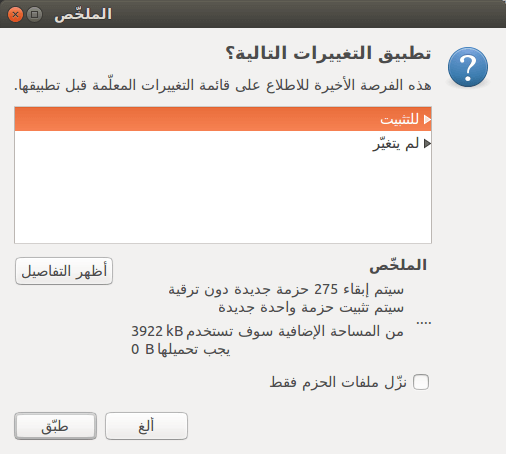 الملخّص
تطبيق التغييرات التالية؟
هذه الفرصة الأخيرة للاطلاع على قائمة التغييرات المعلّمة قبل تطبيقها.
للتثبيت
لم يتغيّر
الملخّص
أظهر التفاصيل
سيتم إبقاء 275 حزمة جديدة دون ترقية
سيتم تثبيت حزمة واحدة جديدة
....
من المساحة الإضافية سوف تستخدم 3922 kB
يجب تحميلها 0 B
نزّل ملفات الحزم فقط
ألغ
طبّق